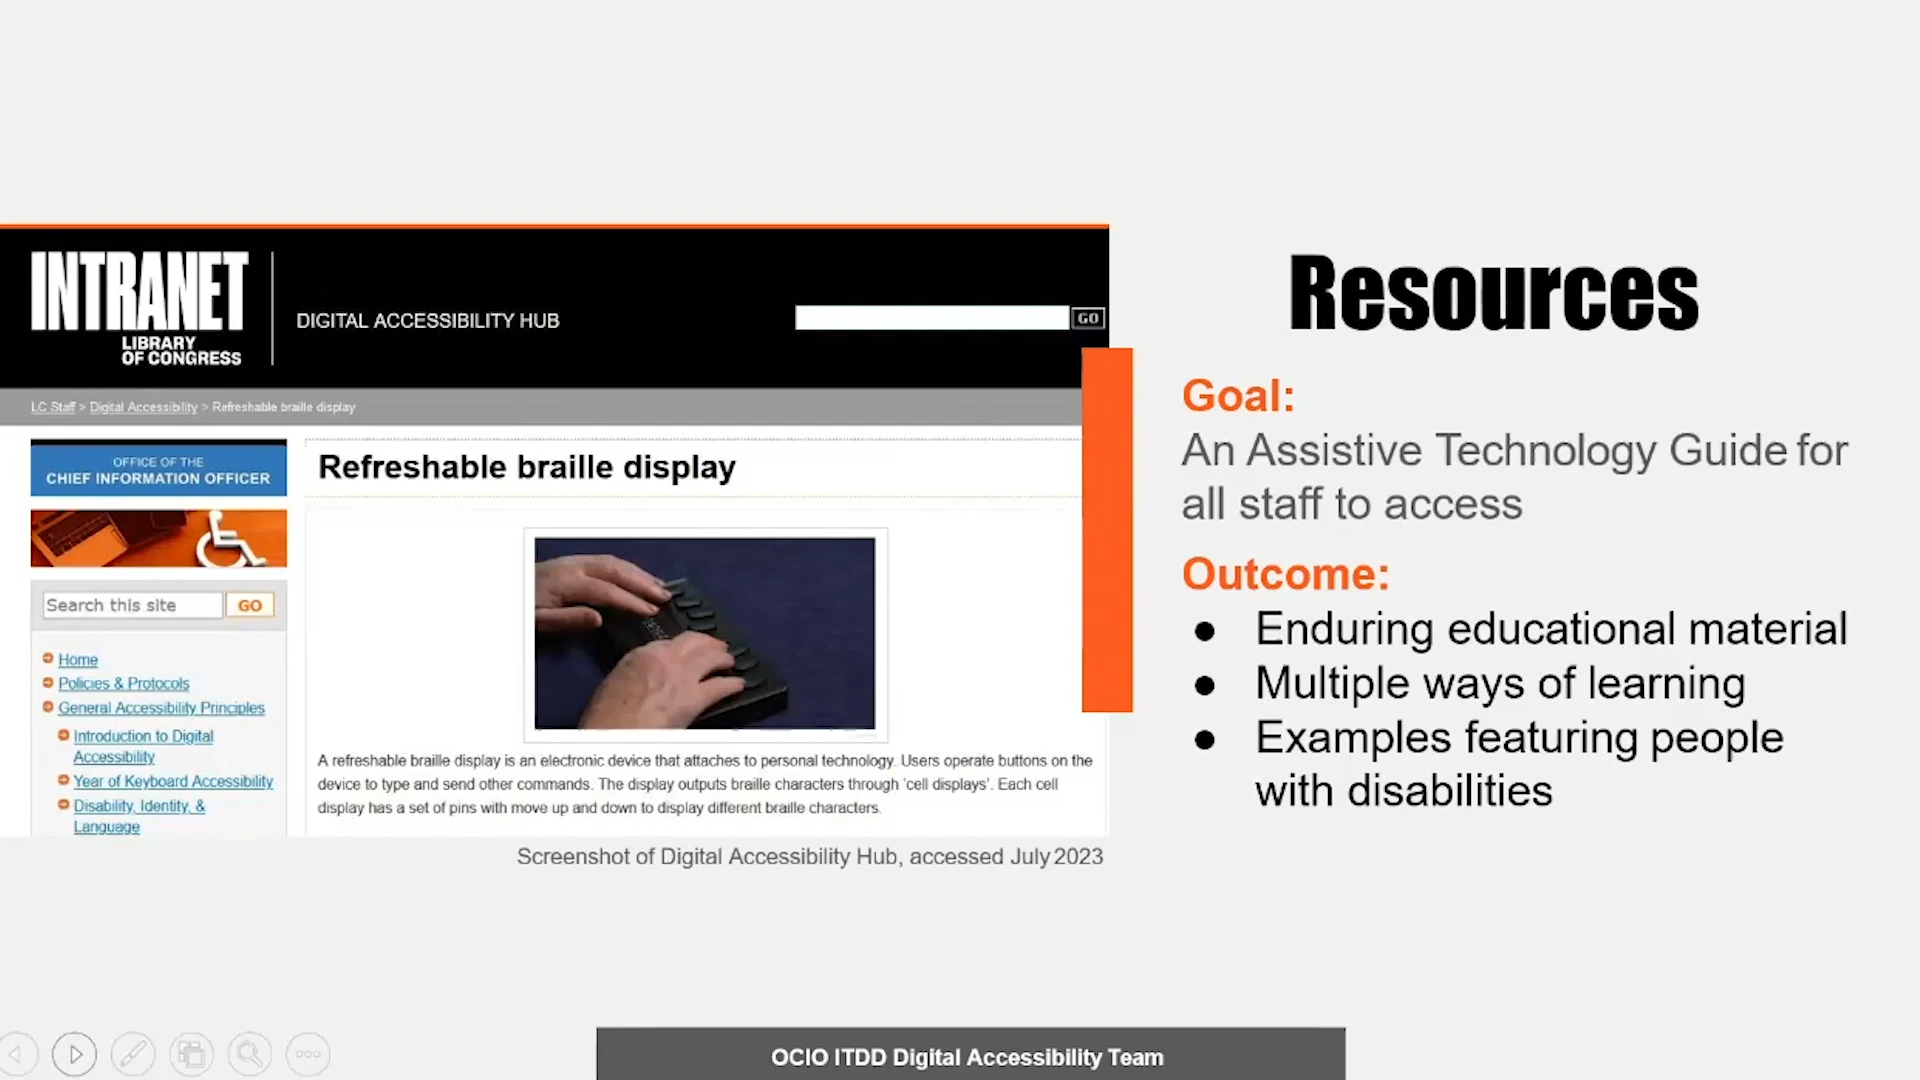 INTRANET
LIBRARY
OF CONGRESS
DIGITAL ACCESSIBILITY HUB
GO
LC Staff > Digital Accessibility > Refreshable braille display
OFFICE OF THE
CHIEF INFORMATION OFFICER
Search this site
GO
Home
Policies & Protocols
General Accessibility Principles
Introduction to Digital
Accessibility
Year of Keyboard Accessibility
Disability, Identity, &
Language
Refreshable braille display
A refreshable braille display is an electronic device that attaches to personal technology. Users operate buttons on the
device to type and send other commands. The display outputs braille characters through 'cell displays'. Each cell
display has a set of pins with move up and down to display different braille characters.
Screenshot of Digital Accessibility Hub, accessed July 2023
Resources
Goal:
An Assistive Technology Guide for
all staff to access
Outcome:
● Enduring educational material
● Multiple ways of learning
● Examples featuring people
with disabilities
OCIO ITDD Digital Accessibility Team